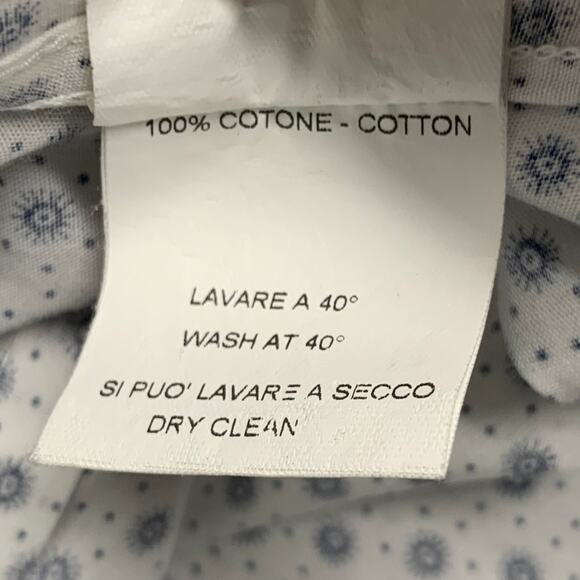 100% COTONE - COTTON
LAVARE A 40°
WASH AT 40°
SI PUO' LAVARE A SECCO
DRY CLEAN